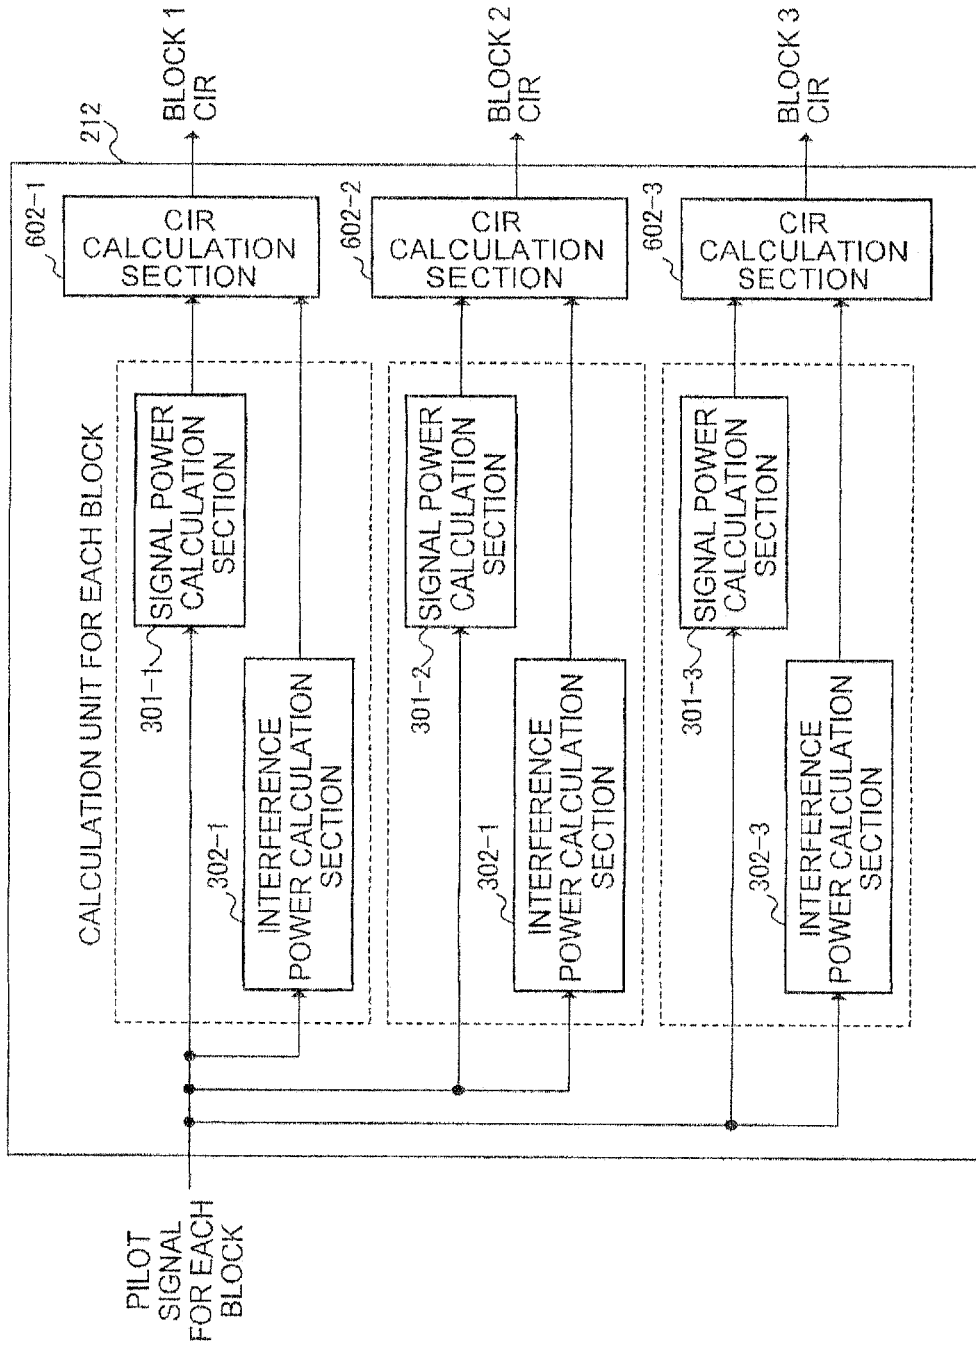 PILOT
SIGNAL
FOR EACH
BLOCK
CALCULATION UNIT FOR EACH BLOCK
212
301-1
SIGNAL POWER
CALCULATION
SECTION
302-1
INTERFERENCE
POWER CALCULATION
SECTION
602-1
CIR
CALCULATION
SECTION
BLOCK 1
CIR
301-2
SIGNAL POWER
CALCULATION
SECTION
302-1
INTERFERENCE
POWER CALCULATION
SECTION
602-2
CIR
CALCULATION
SECTION
BLOCK 2
CIR
301-3
SIGNAL POWER
CALCULATION
SECTION
302-3
INTERFERENCE
POWER CALCULATION
SECTION
602-3
CIR
CALCULATION
SECTION
BLOCK 3
CIR